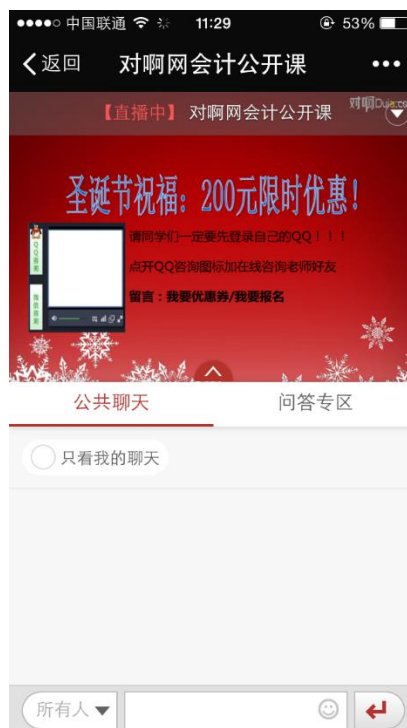 中国联通 11:29 53%
返回 对啊网会计公开课
【直播中】 对啊网会计公开课
对啊Duia.co
圣诞节祝福：200元限时优惠！
请同学们一定要先登录自己的QQ！！！
点开QQ咨询图标加在线咨询老师好友
留言：我要优惠券/我要报名
公共聊天 问答专区
只看我的聊天
所有人